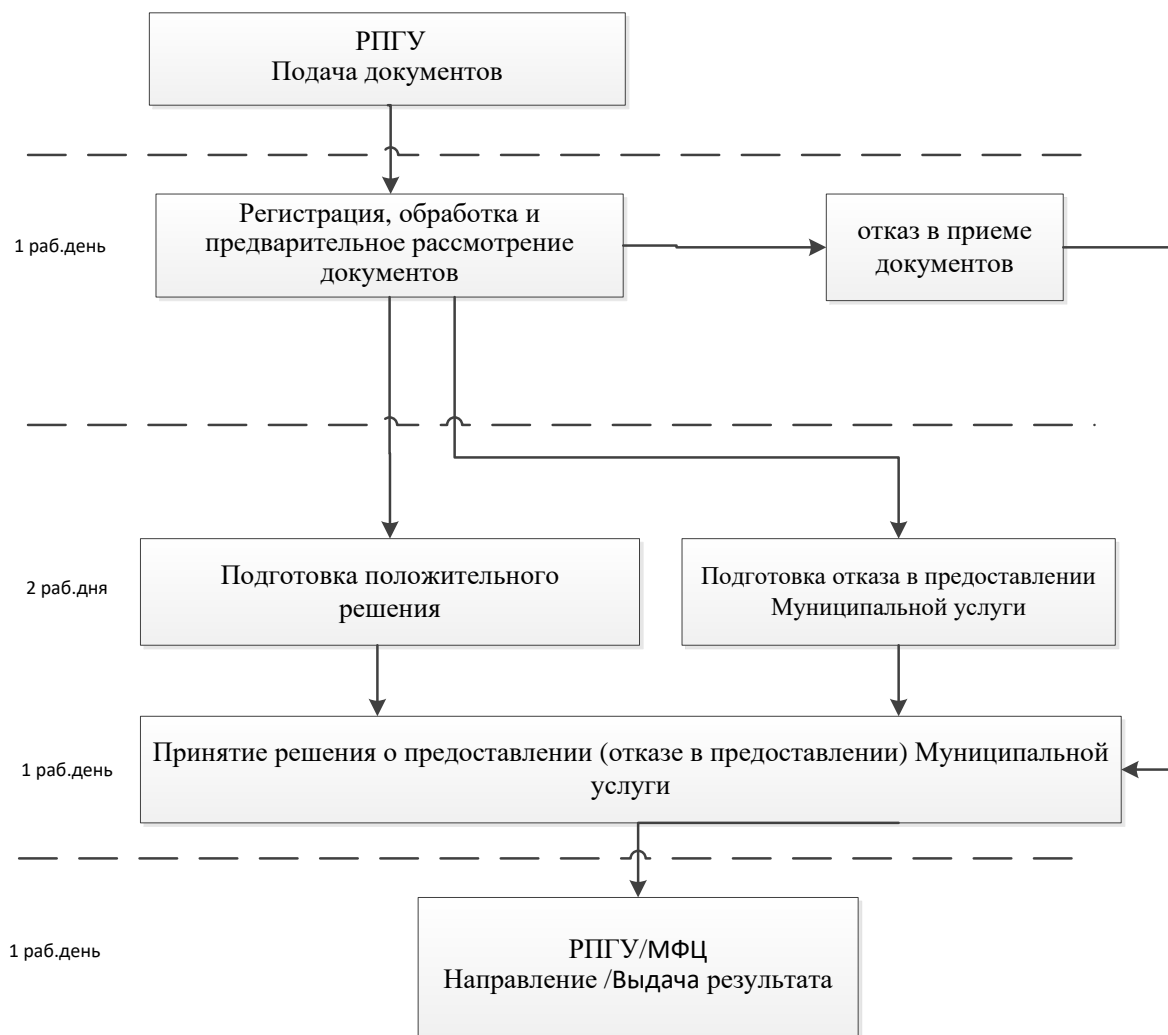 РПГУ
Подача документов
1 раб.день
Регистрация, обработка и
предварительное рассмотрение
документов
отказ в приеме
документов
2 раб.дня
Подготовка положительного
решения
Подготовка отказа в предоставлении
Муниципальной услуги
1 раб.день
Принятие решения о предоставлении (отказе в предоставлении) Муниципальной
услуги
1 раб.день
РПГУ/МФЦ
Направление /Выдача результата